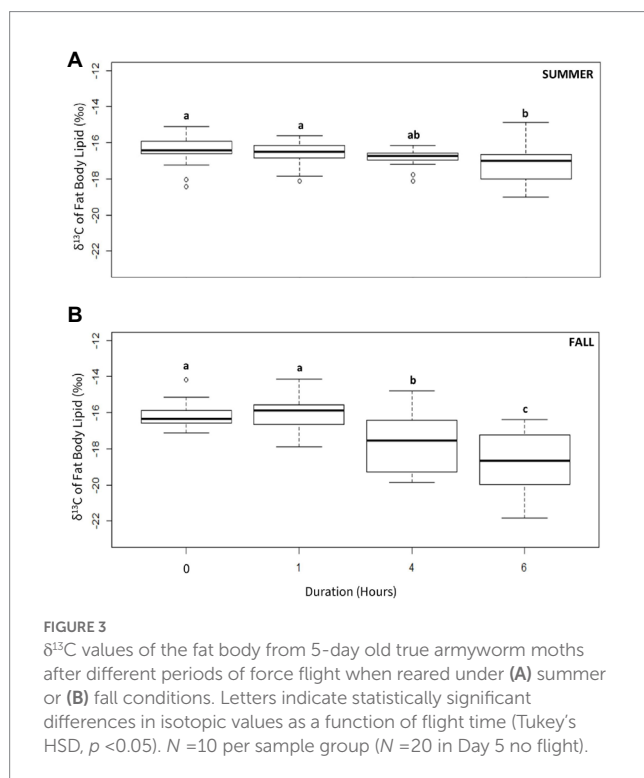 A
SUMMER
δ¹³C of Fat Body Lipid (‰)
-12
-14
-16
-18
-20
-22
a
a
ab
b
B
FALL
δ¹³C of Fat Body Lipid (‰)
-12
-14
-16
-18
-20
-22
a
a
b
c
0
1
4
6
Duration (Hours)
FIGURE 3
δ¹³C values of the fat body from 5-day old true armyworm moths
after different periods of force flight when reared under (A) summer
or (B) fall conditions. Letters indicate statistically significant
differences in isotopic values as a function of flight time (Tukey’s
HSD, p <0.05). N =10 per sample group (N =20 in Day 5 no flight).